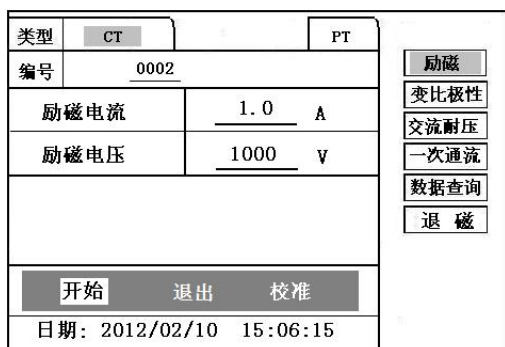 类型 CT PT
编号 0002
励磁电流 1.0 A
励磁电压 1000 V
开始 退出 校准
日期: 2012/02/10 15:06:15
励磁
变比极性
交流耐压
一次通流
数据查询
退 磁